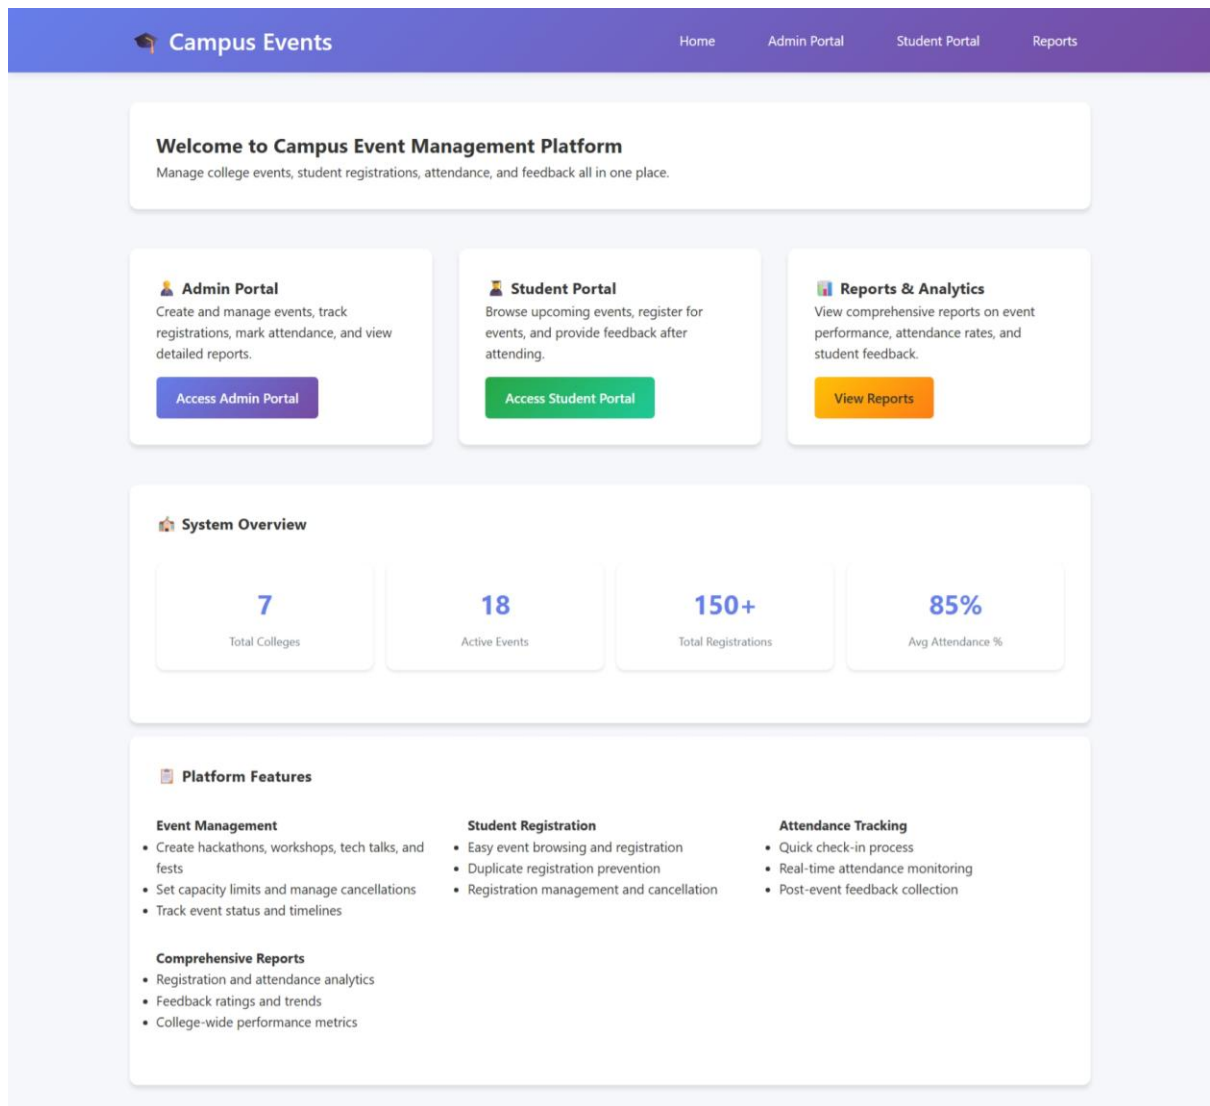 Campus Events
Home
Admin Portal
Student Portal
Reports
Welcome to Campus Event Management Platform
Manage college events, student registrations, attendance, and feedback all in one place.
Admin Portal
Create and manage events, track
registrations, mark attendance, and view
detailed reports.
Access Admin Portal
Student Portal
Browse upcoming events, register for
events, and provide feedback after
attending.
Access Student Portal
Reports & Analytics
View comprehensive reports on event
performance, attendance rates, and
student feedback.
View Reports
System Overview
7
Total Colleges
18
Active Events
150+
Total Registrations
85%
Avg Attendance %
Platform Features
Event Management
• Create hackathons, workshops, tech talks, and
fests
• Set capacity limits and manage cancellations
• Track event status and timelines
Student Registration
• Easy event browsing and registration
• Duplicate registration prevention
• Registration management and cancellation
Attendance Tracking
• Quick check-in process
• Real-time attendance monitoring
• Post-event feedback collection
Comprehensive Reports
• Registration and attendance analytics
• Feedback ratings and trends
• College-wide performance metrics